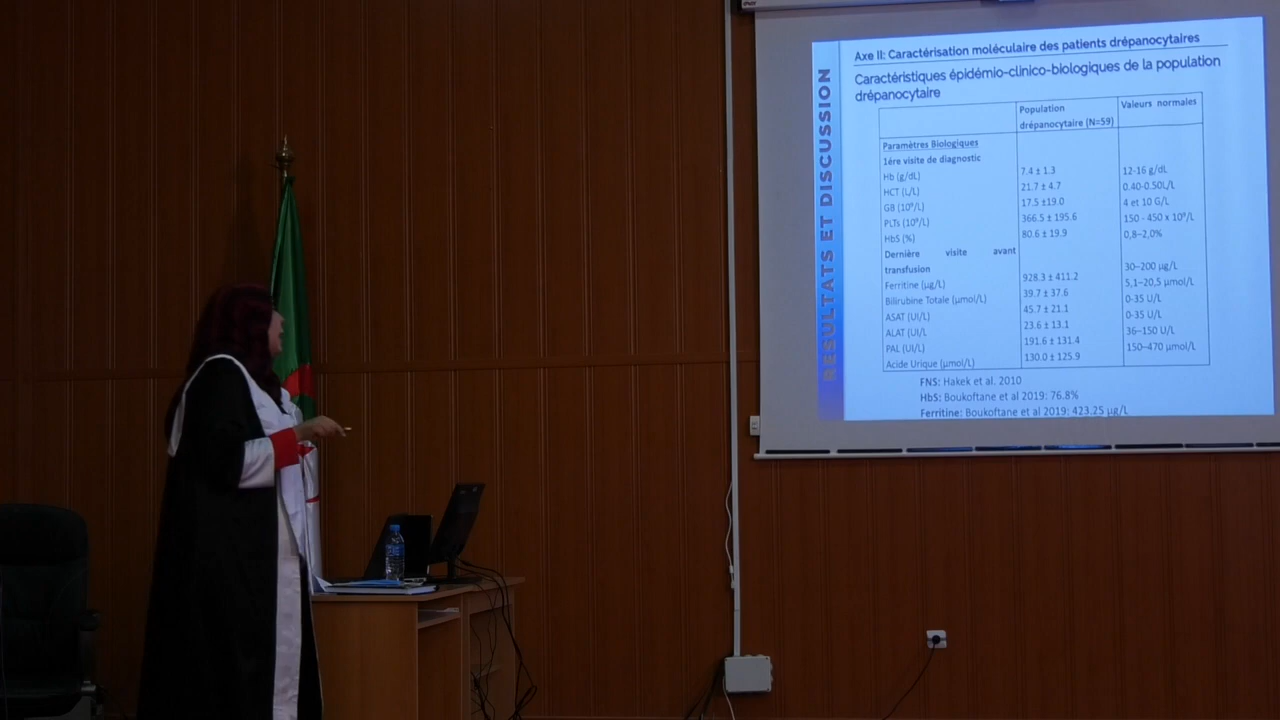 RESULTATS ET DISCUSSION
Axe II: Caractérisation moléculaire des patients drépanocytaires
Caractéristiques épidémio-clinico-biologiques de la population
drépanocytaire
Population
drépanocytaire (N=59)
Valeurs normales
Paramètres Biologiques
1ére visite de diagnostic
Hb (g/dL) 7.4 ± 1.3 12-16 g/dL
HCT (L/L) 21.7 ± 4.7 0.40-0.50L/L
GB (10⁹/L) 17.5 ±19.0 4 et 10 G/L
PLTs (10⁹/L) 366.5 ± 195.6 150 - 450 x 10⁹/L
HbS (%) 80.6 ± 19.9 0,8–2,0%
Dernière visite avant
transfusion
Ferritine (µg/L) 928.3 ± 411.2 30–200 µg/L
Bilirubine Totale (µmol/L) 39.7 ± 37.6 5,1–20,5 µmol/L
ASAT (UI/L) 45.7 ± 21.1 0-35 U/L
ALAT (UI/L 23.6 ± 13.1 0-35 U/L
PAL (UI/L) 191.6 ± 131.4 36–150 U/L
Acide Urique (µmol/L) 130.0 ± 125.9 150–470 µmol/L
FNS: Hakek et al. 2010
HbS: Boukoftane et al 2019: 76.8%
Ferritine: Boukoftane et al 2019: 423.25 µg/L